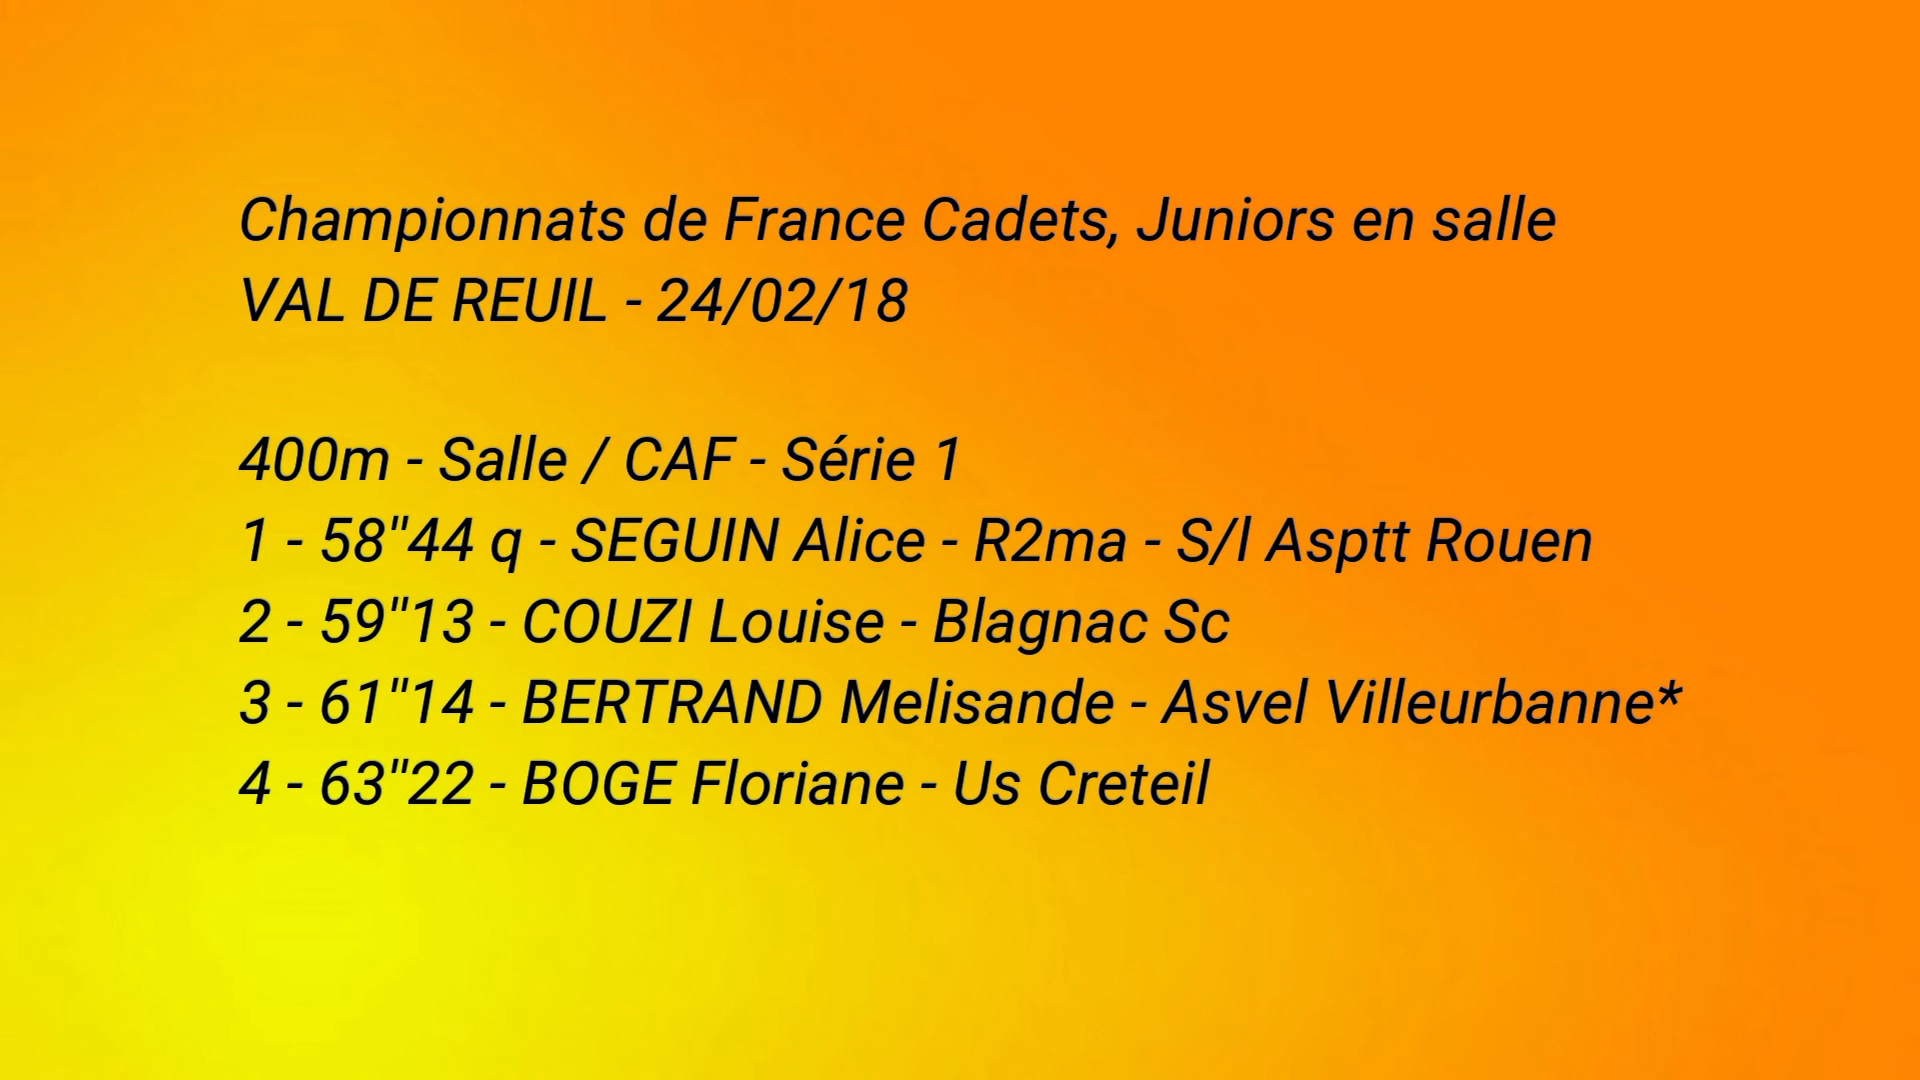 Championnats de France Cadets, Juniors en salle
VAL DE REUIL - 24/02/18
400m - Salle / CAF - Série 1
1 - 58"44 q - SEGUIN Alice - R2ma - S/l Asptt Rouen
2 - 59"13 - COUZI Louise - Blagnac Sc
3 - 61"14 - BERTRAND Melisande - Asvel Villeurbanne*
4 - 63"22 - BOGE Floriane - Us Creteil